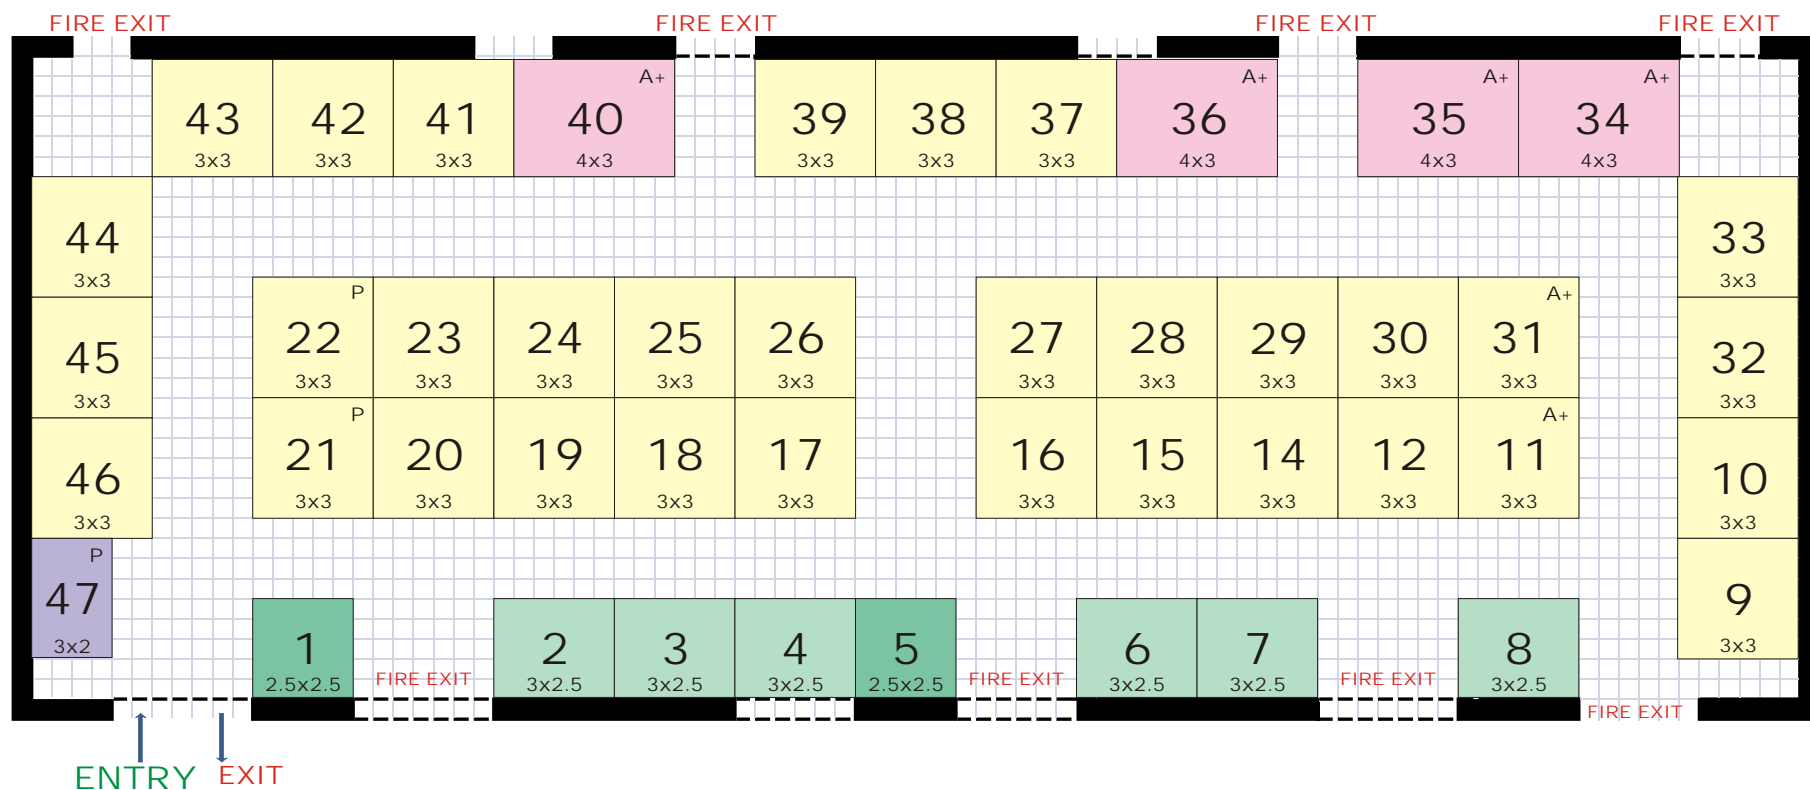 FIRE EXIT FIRE EXIT FIRE EXIT FIRE EXIT
A+ A+ A+ A+
43 42 41 40 39 38 37 36 35 34
3x3 3x3 3x3 4x3 3x3 3x3 3x3 4x3 4x3 4x3
44 33
3x3 3x3
P A+
22 23 24 25 26 27 28 29 30 31
45 32
3x3 3x3 3x3 3x3 3x3 3x3 3x3 3x3 3x3 3x3
3x3 3x3
P A+
21 20 19 18 17 16 15 14 12 11
46 10
3x3 3x3 3x3 3x3 3x3 3x3 3x3 3x3 3x3 3x3
3x3 3x3
P
47 9
3x2 3x3
1 2 3 4 5 6 7 8
FIRE EXIT FIRE EXIT FIRE EXIT
2.5x2.5 3x2.5 3x2.5 3x2.5 2.5x2.5 3x2.5 3x2.5 3x2.5
FIRE EXIT
ENTRY EXIT